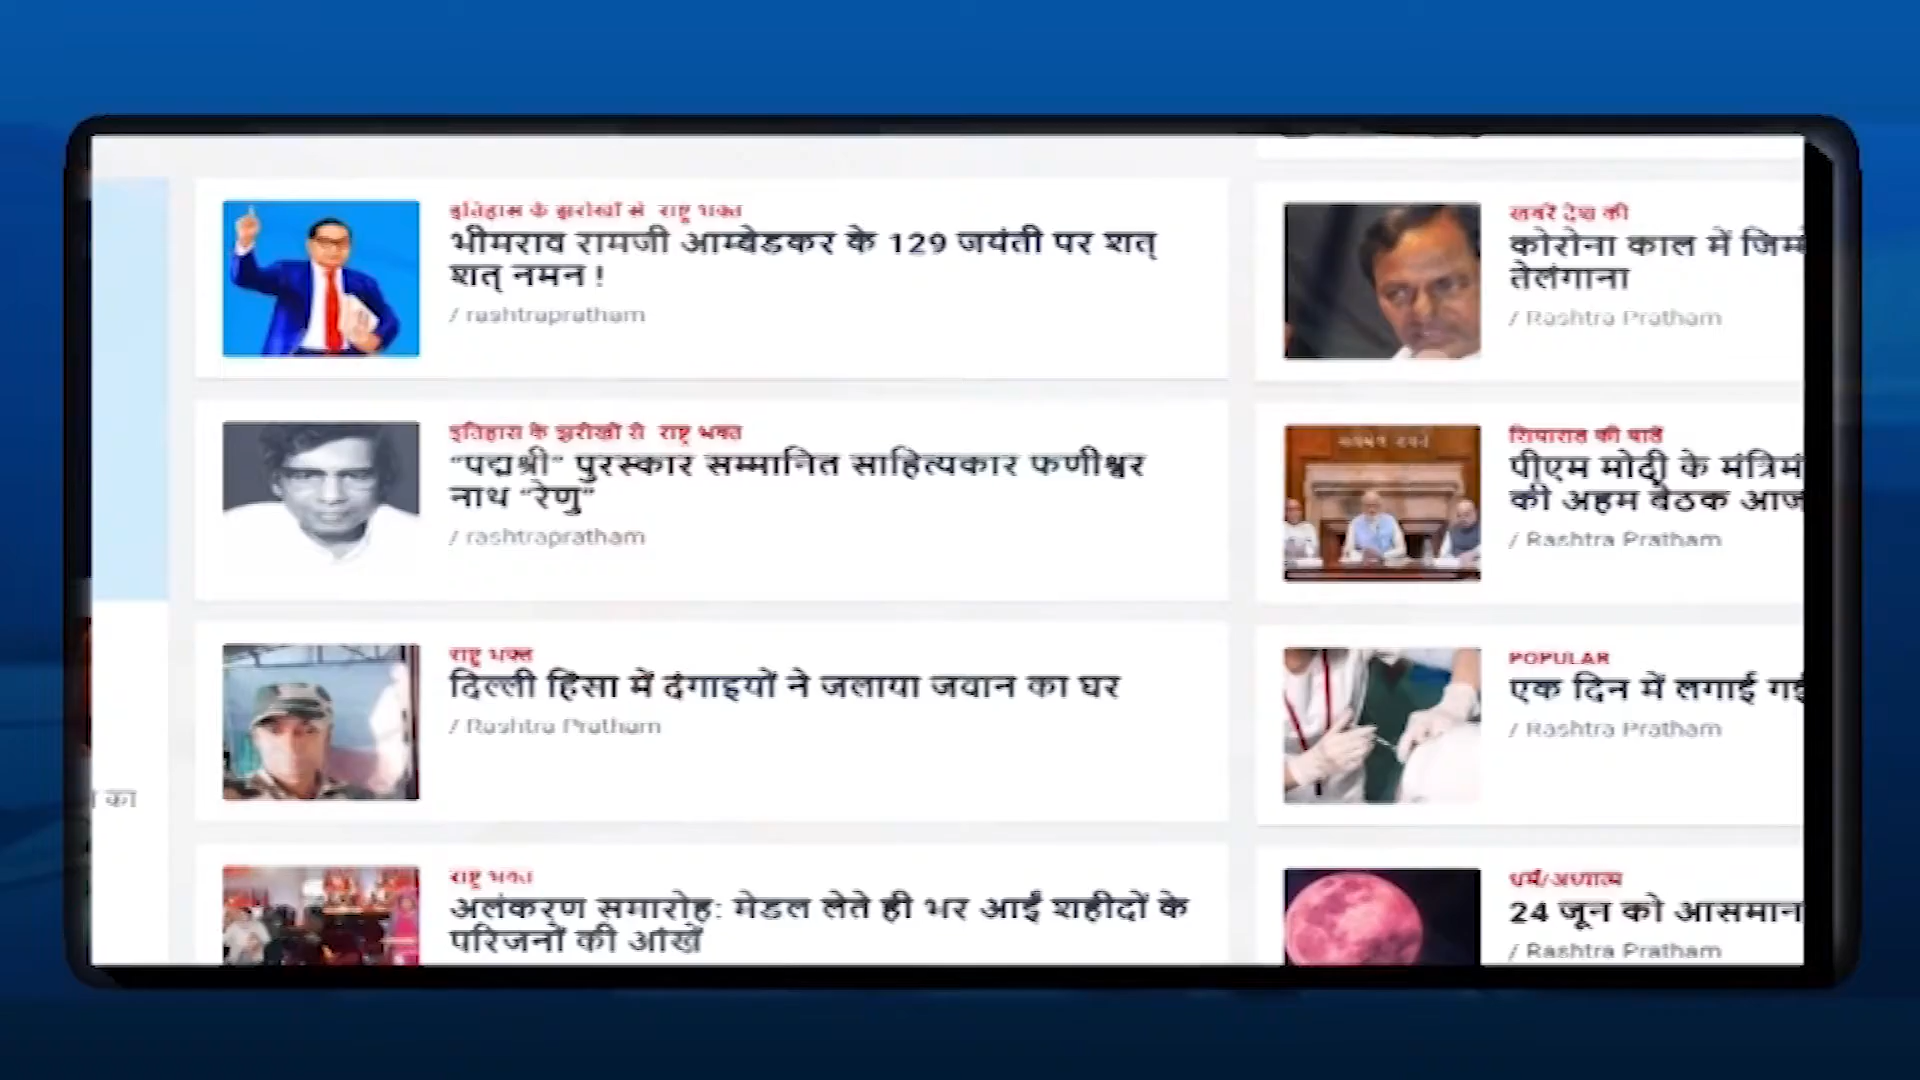 इतिहास के झरोखों से राष्ट्र भक्त
भीमराव रामजी आम्बेडकर के 129 जयंती पर शत्
शत् नमन !
/ rashtrapratham
इतिहास के झरोखों से राष्ट्र भक्त
“पद्मश्री” पुरस्कार सम्मानित साहित्यकार फणीश्वर
नाथ “रेणु”
/ rashtrapratham
राष्ट्र भक्त
दिल्ली हिंसा में दंगाइयों ने जलाया जवान का घर
/ Rashtra Pratham
राष्ट्र भक्त
अलंकरण समारोह: मेडल लेते ही भर आईं शहीदों के
परिजनों की आंखें
का
खबरें देश की
कोरोना काल में
तेलंगाना
/ Rashtra Pratham
सियासत की बातें
पीएम मोदी के
की अहम बैठक आज
/ Rashtra Pratham
POPULAR
एक दिन में लगाई गई
/ Rashtra Pratham
धर्म/अध्यात्म
24 जून को आसमान
/ Rashtra Pratham